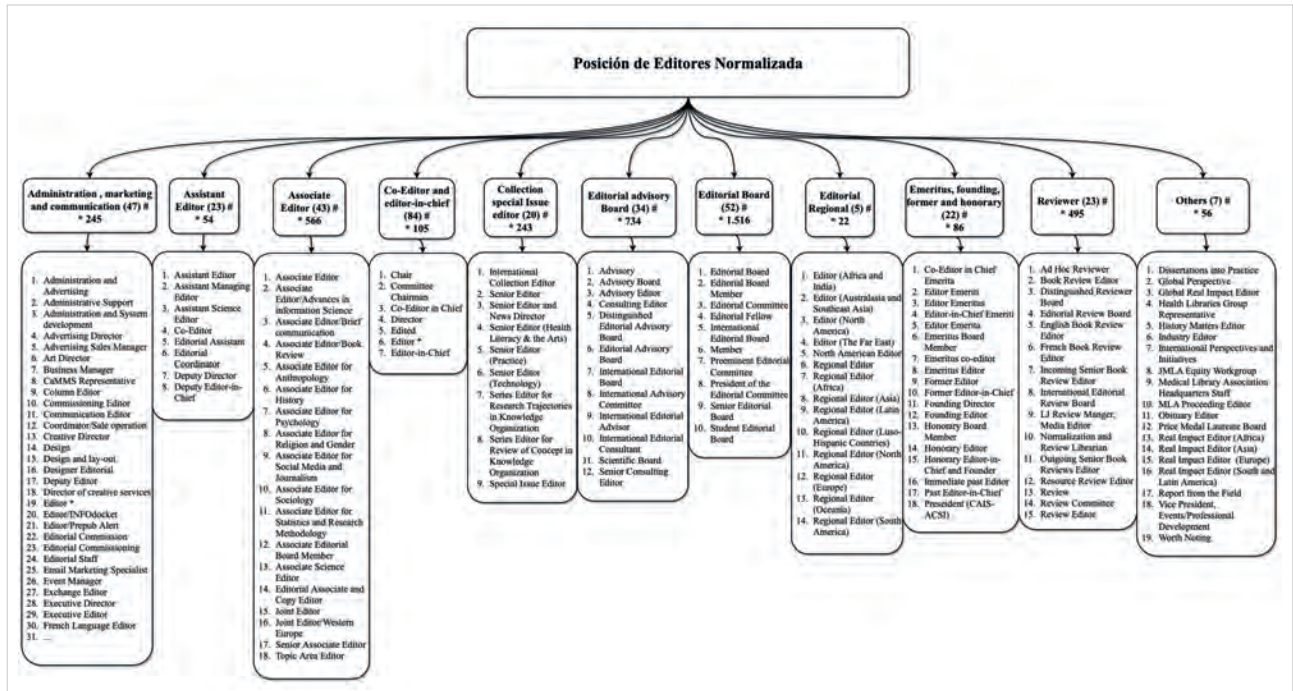 Posición de Editores Normalizada
Administration , marketing
and communication (47) #
* 245
Assistant
Editor (23) #
* 54
Associate
Editor (43) #
* 566
Co-Editor and
editor-in-chief
(84) #
* 105
Collection
special Issue
editor (20) #
* 243
Editorial advisory
Board (34) #
* 734
Editorial Board
(52) #
* 1.516
Editorial
Regional (5) #
* 22
Emeritus, founding,
former and honorary
(22) #
* 86
Reviewer (23) #
* 495
Others (7) #
* 56
1. Administration and
Advertising
2. Administrative Support
3. Administration and System
development
4. Advertising Director
5. Advertising Sales Manager
6. Art Director
7. Business Manager
8. CaMMS Representative
9. Column Editor
10. Commissioning Editor
11. Communication Editor
12. Coordinator/Sale operation
13. Creative Director
14. Design
15. Design and lay-out
16. Designer Editorial
17. Deputy Editor
18. Director of creative services
19. Editor *
20. Editor/INFOdocket
21. Editor/Prepub Alert
22. Editorial Commission
23. Editorial Commissioning
24. Editorial Staff
25. Email Marketing Specialist
26. Event Manager
27. Exchange Editor
28. Executive Director
29. Executive Editor
30. French Language Editor
31. ...
1. Assistant Editor
2. Assistant Managing
Editor
3. Assistant Science
Editor
4. Co-Editor
5. Editorial Assistant
6. Editorial
Coordinator
7. Deputy Director
8. Deputy Editor-in-
Chief
1. Associate Editor
2. Associate
Editor/Advances in
information Science
3. Associate Editor/Brief
communication
4. Associate Editor/Book
Review
5. Associate Editor for
Anthropology
6. Associate Editor for
History
7. Associate Editor for
Psychology
8. Associate Editor for
Religion and Gender
9. Associate Editor for
Social Media and
Journalism
10. Associate Editor for
Sociology
11. Associate Editor for
Statistics and Research
Methodology
12. Associate Editorial
Board Member
13. Associate Science
Editor
14. Editorial Associate and
Copy Editor
15. Joint Editor
16. Joint Editor/Western
Europe
17. Senior Associate Editor
18. Topic Area Editor
1. Chair
2. Committee
Chairman
3. Co-Editor in Chief
4. Director
5. Edited
6. Editor *
7. Editor-in-Chief
1. International
Collection Editor
2. Senior Editor
3. Senior Editor and
News Director
4. Senior Editor (Health
Literacy & the Arts)
5. Senior Editor
(Practice)
6. Senior Editor
(Technology)
7. Series Editor for
Research Trajectories
in Knowledge
Organization
8. Series Editor for
Review of Concept in
Knowledge
Organization
9. Special Issue Editor
1. Advisory
2. Advisory Board
3. Advisory Editor
4. Consulting Editor
5. Distinguished
Editorial Advisory
Board
6. Editorial Advisory
Board
7. International Editorial
Board
8. International Advisory
Committee
9. International Editorial
Advisor
10. International Editorial
Consultant
11. Scientific Board
12. Senior Consulting
Editor
1. Editorial Board
2. Editorial Board
Member
3. Editorial Committee
4. Editorial Fellow
5. International
Editorial Board
6. Member
7. Preeminent Editorial
Committee
8. President of the
Editorial Committee
9. Senior Editorial
Board
10. Student Editorial
Board
1. Editor (Africa and
India)
2. Editor (Australasia and
Southeast Asia)
3. Editor (North
America)
4. Editor (The Far East)
5. North American Editor
6. Regional Editor
7. Regional Editor
(Africa)
8. Regional Editor (Asia)
9. Regional Editor (Latin
America)
10. Regional Editor (Luso-
Hispanic Countries)
11. Regional Editor (North
America)
12. Regional Editor
(Europe)
13. Regional Editor
(Oceania)
14. Regional Editor (South
America)
1. Co-Editor in Chief
Emerita
2. Editor Emeriti
3. Editor Emeritus
4. Editor-in-Chief Emeriti
5. Editor Emerita
6. Emeritus Board
Member
7. Emeritus co-editor
8. Emeritus Editor
9. Former Editor
10. Former Editor-in-Chief
11. Founding Director
12. Founding Editor
13. Honorary Board
Member
14. Honorary Editor
15. Honorary Editor-in-
Chief and Founder
16. Immediate past Editor
17. Past Editor-in-Chief
18. President (CAIS-
ACSI)
1. Ad Hoc Reviewer
2. Book Review Editor
3. Distinguished Reviewer
Board
4. Editorial Review Board
5. English Book Review
Editor
6. French Book Review
Editor
7. Incoming Senior Book
Review Editor
8. International Editorial
Review Board
9. LJ Review Manger,
Media Editor
10. Normalization and
Review Librarian
11. Outgoing Senior Book
Reviews Editor
12. Resource Review Editor
13. Review
14. Review Committee
15. Review Editor
1. Dissertations into Practice
2. Global Perspective
3. Global Real Impact Editor
4. Health Libraries Group
Representative
5. History Matters Editor
6. Industry Editor
7. International Perspectives and
Initiatives
8. JMLA Equity Workgroup
9. Medical Library Association
Headquarters Staff
10. MLA Proceeding Editor
11. Obituary Editor
12. Price Medal Laureate Board
13. Real Impact Editor (Africa)
14. Real Impact Editor (Asia)
15. Real Impact Editor (Europe)
16. Real Impact Editor (South and
Latin America)
17. Report from the Field
18. Vice President,
Events/Professional
Development
19. Worth Noting